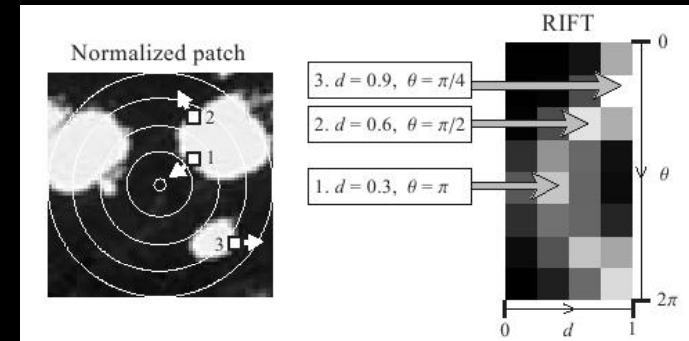 Normalized patch
2
1
3
3. d = 0.9, θ = π/4
2. d = 0.6, θ = π/2
1. d = 0.3, θ = π
RIFT
0
θ
2π
0
d
1